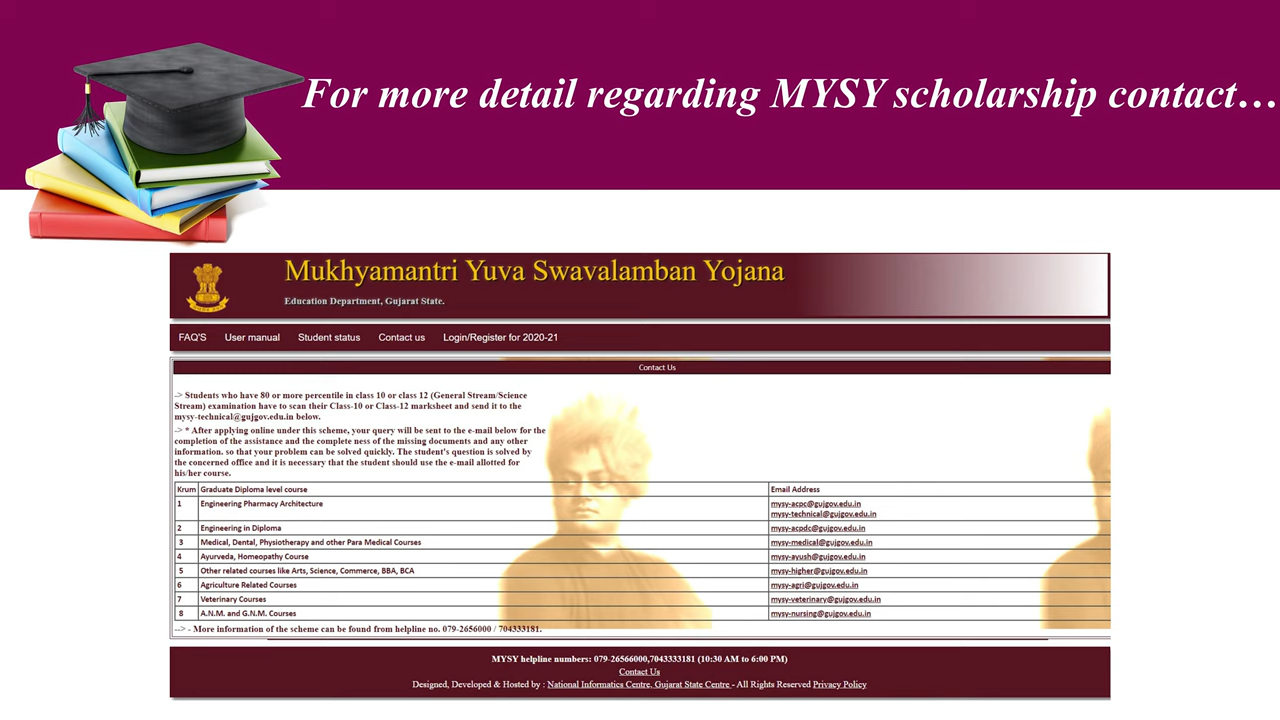 For more detail regarding MYSY scholarship contact…
Mukhyamantri Yuva Swavalamban Yojana
Education Department, Gujarat State.
FAQ'S User manual Student status Contact us Login/Register for 2020-21
Contact Us
-> Students who have 80 or more percentile in class 10 or class 12 (General Stream/Science
Stream) examination have to scan their Class-10 or Class-12 marksheet and send it to the
mysy-technical@gujgov.edu.in below.
-> * After applying online under this scheme, your query will be sent to the e-mail below for the
completion of the assistance and the complete ness of the missing documents and any other
information. so that your problem can be solved quickly. The student's question is solved by
the concerned office and it is necessary that the student should use the e-mail allotted for
his/her course.
Krum Graduate Diploma level course Email Address
1 Engineering Pharmacy Architecture mysy-acpc@gujgov.edu.in
mysy-technical@gujgov.edu.in
2 Engineering in Diploma mysy-acpdc@gujgov.edu.in
3 Medical, Dental, Physiotherapy and other Para Medical Courses mysy-medical@gujgov.edu.in
4 Ayurveda, Homeopathy Course mysy-ayush@gujgov.edu.in
5 Other related courses like Arts, Science, Commerce, BBA, BCA mysy-higher@gujgov.edu.in
6 Agriculture Related Courses mysy-agri@gujgov.edu.in
7 Veterinary Courses mysy-veterinary@gujgov.edu.in
8 A.N.M. and G.N.M. Courses mysy-nursing@gujgov.edu.in
--> - More information of the scheme can be found from helpline no. 079-2656000 / 704333181.
MYSY helpline numbers: 079-26566000,7043333181 (10:30 AM to 6:00 PM)
Contact Us
Designed, Developed & Hosted by : National Informatics Centre, Gujarat State Centre - All Rights Reserved Privacy Policy